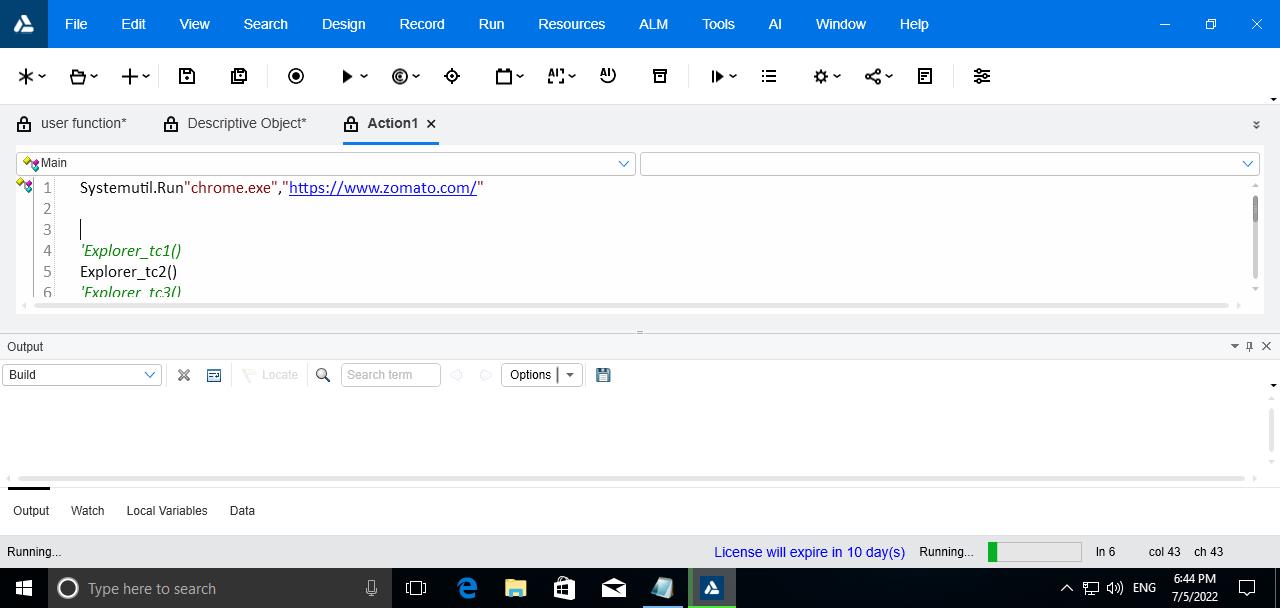 File Edit View Search Design Record Run Resources ALM Tools AI Window Help
user function* Descriptive Object* Action1
Main
1 Systemutil.Run"chrome.exe","https://www.zomato.com/"
2
3
4 'Explorer_tc1()
5 Explorer_tc2()
6 'Explorer_tc3()
Output
Build Locate Search term Options
Output Watch Local Variables Data
Running... License will expire in 10 day(s) Running... ln 6 col 43 ch 43
Type here to search ENG 6:44 PM
7/5/2022